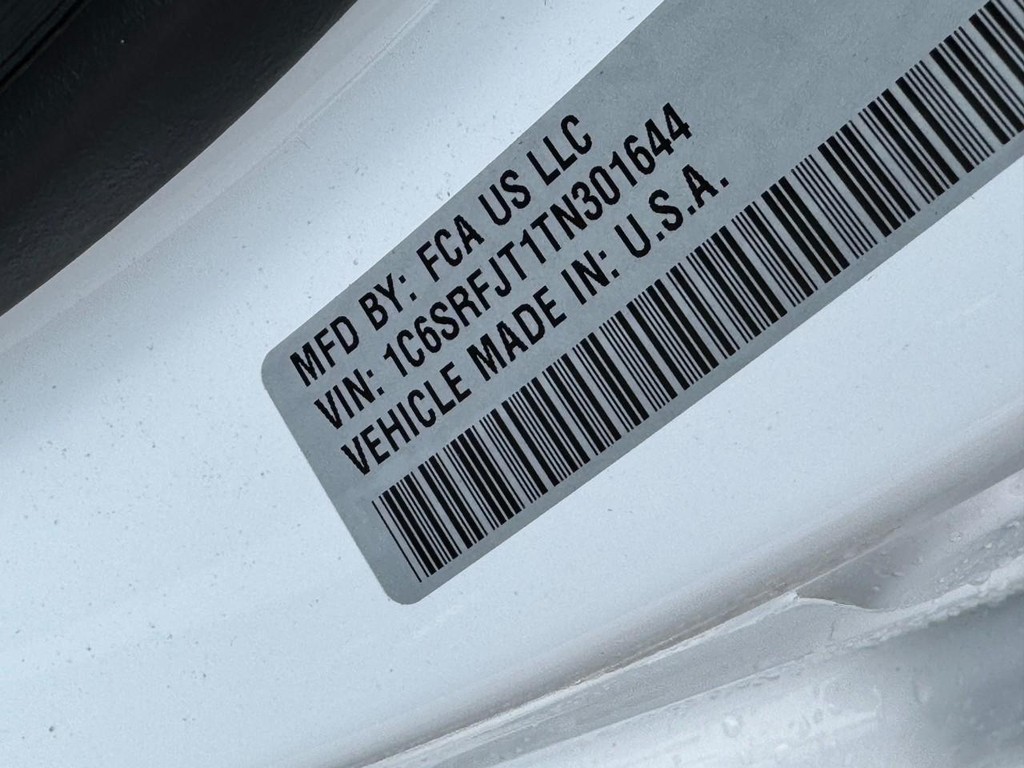 MFD BY: FCA US LLC
VIN: 1C6SRFJT1TN301644
VEHICLE MADE IN: U.S.A.